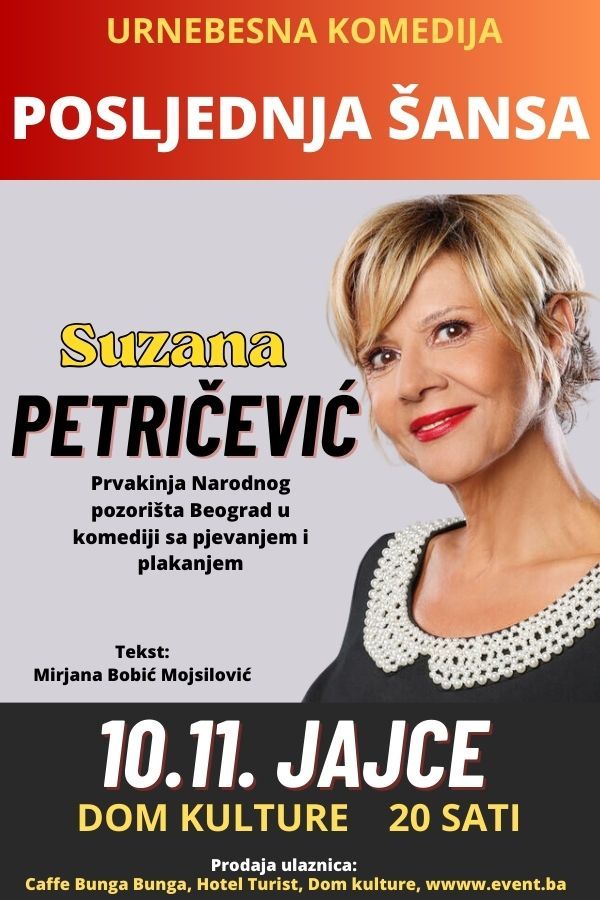 URNEBESNA KOMEDIJA
POSLJEDNJA ŠANSA
Suzana
PETRIČEVIĆ
Prvakinja Narodnog
pozorišta Beograd u
komediji sa pjevanjem i
plakanjem
Tekst:
Mirjana Bobić Mojsilović
10.11. JAJCE
DOM KULTURE 20 SATI
Prodaja ulaznica:
Caffe Bunga Bunga, Hotel Turist, Dom kulture, wwww.event.ba